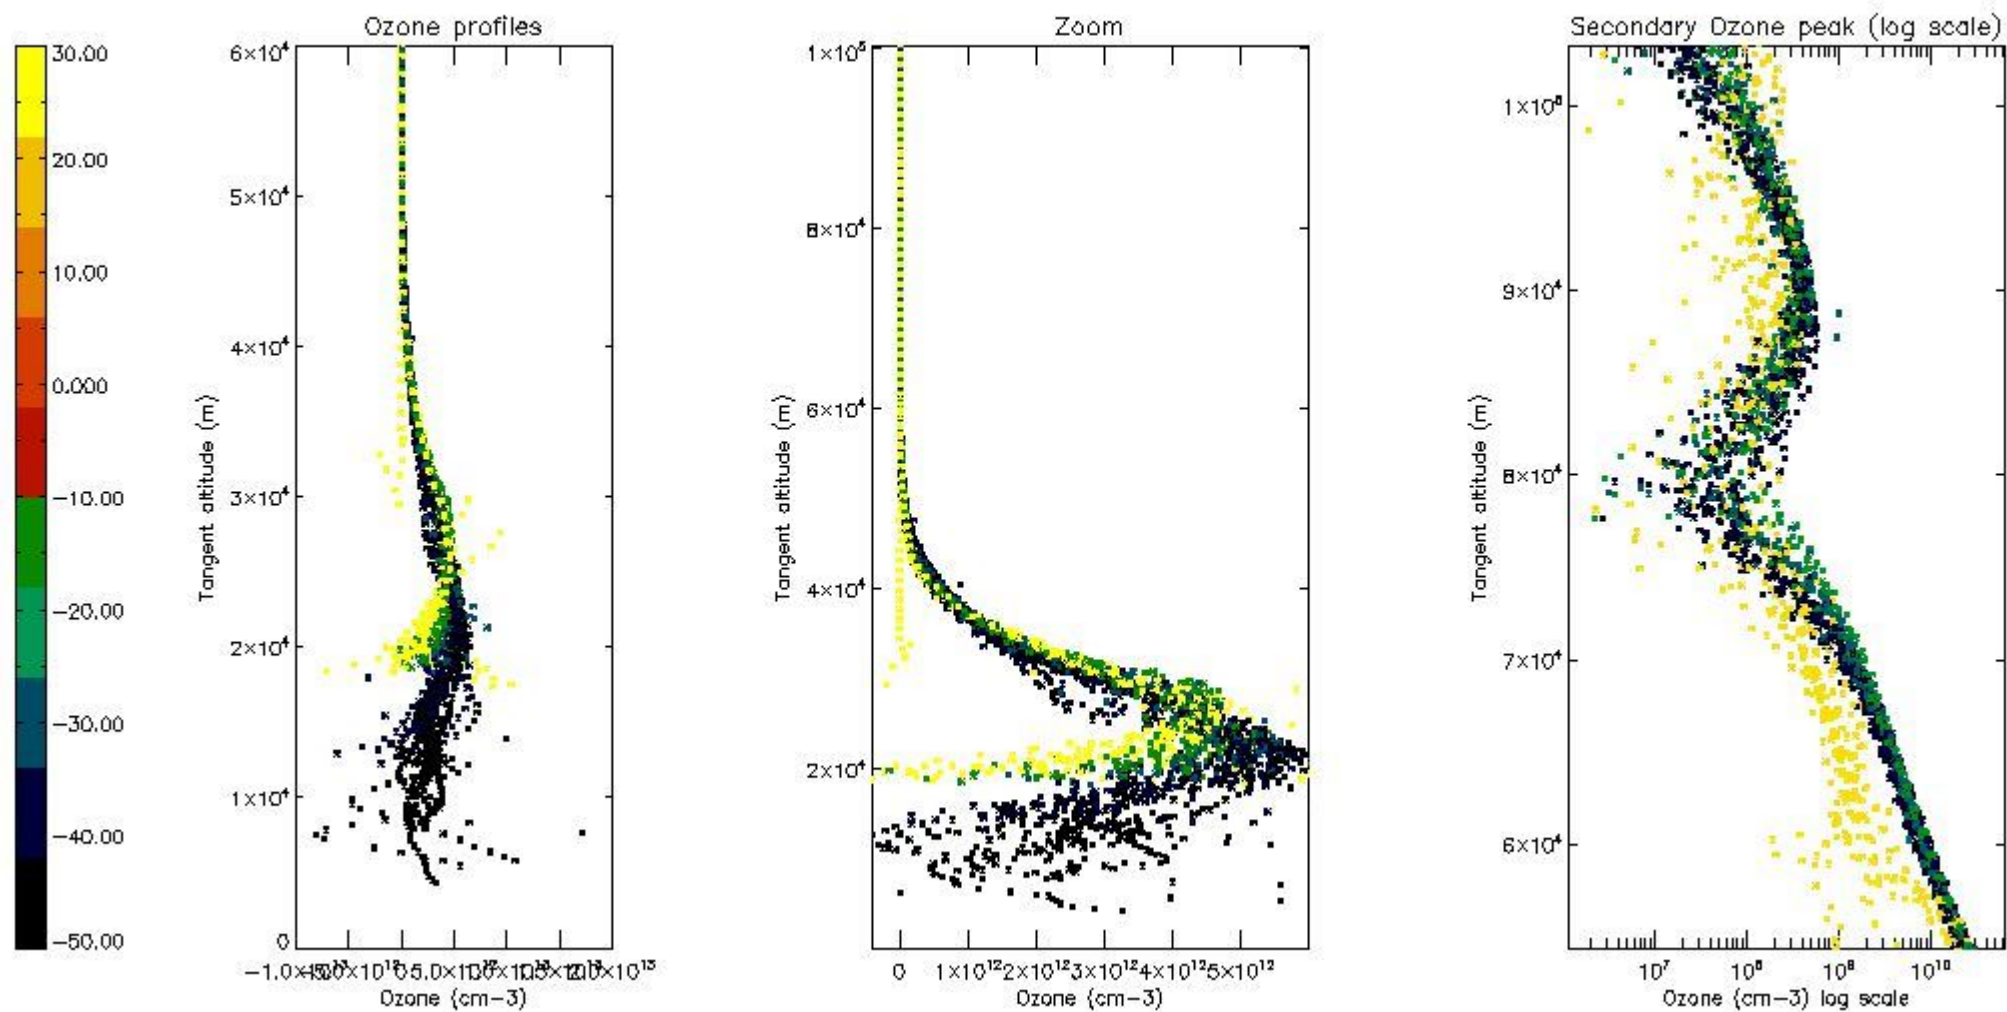 Ozone profiles
Zoom
Secondary Ozone peak (log scale)
30.00
20.00
10.00
-10.00
-20.00
-30.00
-40.00
-50.00
6×10⁴
5×10⁴
4×10⁴
3×10⁴
2×10⁴
1×10⁴
0
Tangent altitude (m)
Ozone (cm-3)
1×10⁵
8×10⁴
6×10⁴
4×10⁴
2×10⁴
Tangent altitude (m)
0 1×10¹² 2×10¹² 3×10¹² 4×10¹² 5×10¹²
Ozone (cm-3)
9×10⁴
8×10⁴
7×10⁴
6×10⁴
Tangent altitude (m)
10⁷ 10⁸ 10⁹ 10¹⁰
Ozone (cm-3) log scale